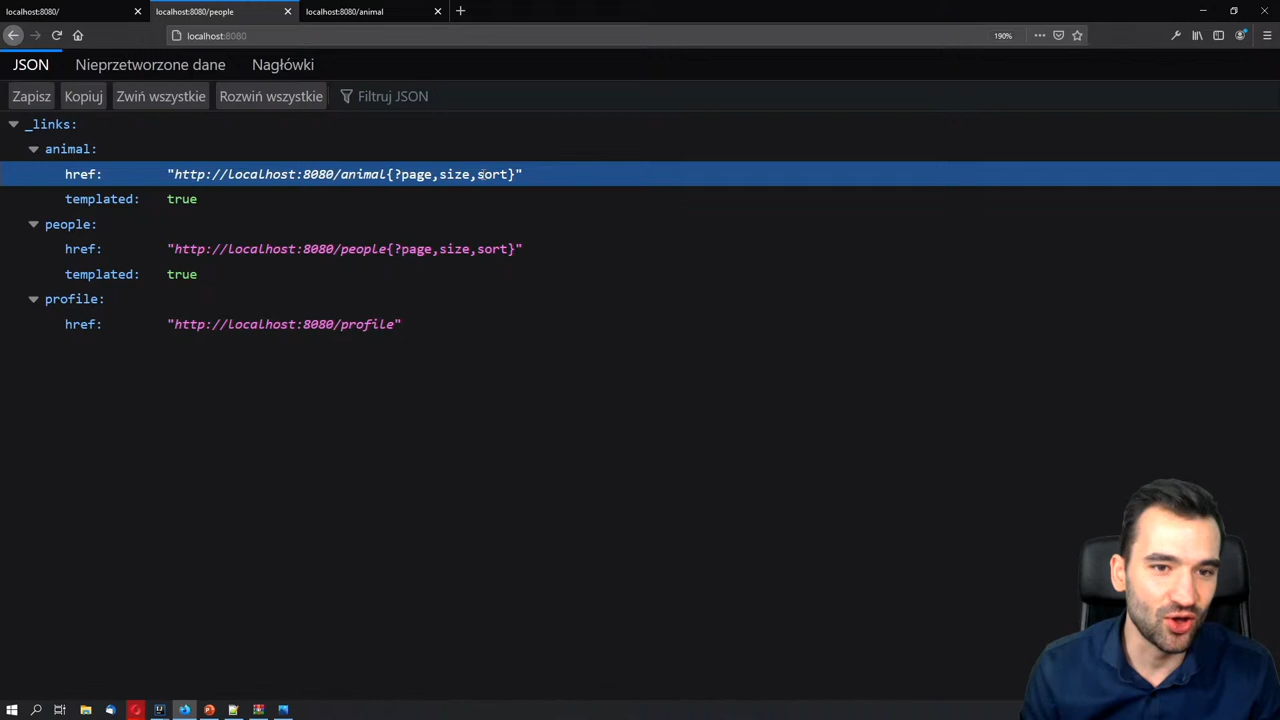 localhost:8080/
localhost:8080/people
localhost:8080/animal
localhost:8080
190%
JSON
Nieprzetworzone dane
Nagłówki
Zapisz
Kopiuj
Zwiń wszystkie
Rozwiń wszystkie
Filtruj JSON
_links:
animal:
href: "http://localhost:8080/animal{?page,size,sort}"
templated: true
people:
href: "http://localhost:8080/people{?page,size,sort}"
templated: true
profile:
href: "http://localhost:8080/profile"